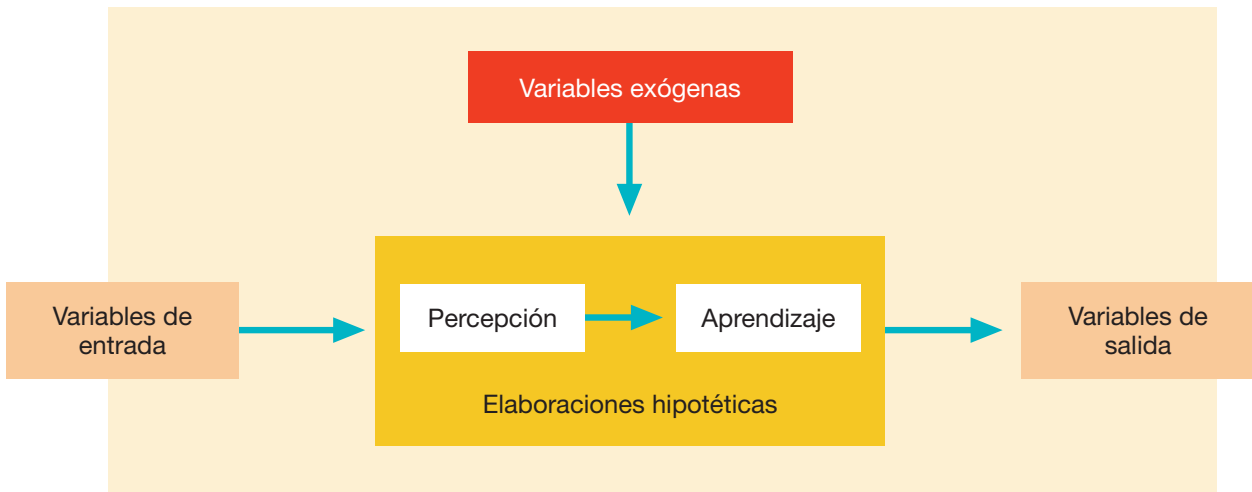 Variables exógenas
Variables de
entrada
Percepción
Aprendizaje
Elaboraciones hipotéticas
Variables de
salida